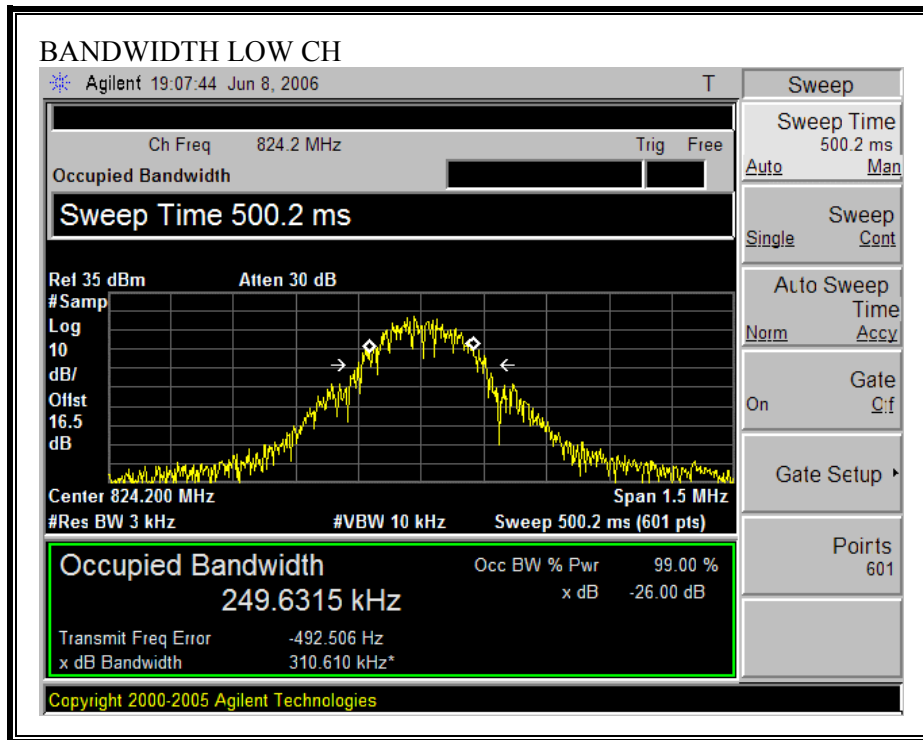 BANDWIDTH LOW CH
Agilent 19:07:44 Jun 8, 2006 T
Sweep
Ch Freq 824.2 MHz Trig Free
Occupied Bandwidth
Sweep Time 500.2 ms
Ref 35 dBm Atten 30 dB
#Samp
Log
10
dB/
Offst
16.5
dB
Center 824.200 MHz Span 1.5 MHz
#Res BW 3 kHz #VBW 10 kHz Sweep 500.2 ms (601 pts)
Occupied Bandwidth
249.6315 kHz
Occ BW % Pwr 99.00 %
x dB -26.00 dB
Transmit Freq Error -492.506 Hz
x dB Bandwidth 310.610 kHz*
Copyright 2000-2005 Agilent Technologies
Sweep Time
500.2 ms
Auto Man
Sweep
Single Cont
Auto Sweep
Time
Norm Accy
Gate
On Off
Gate Setup
Points
601